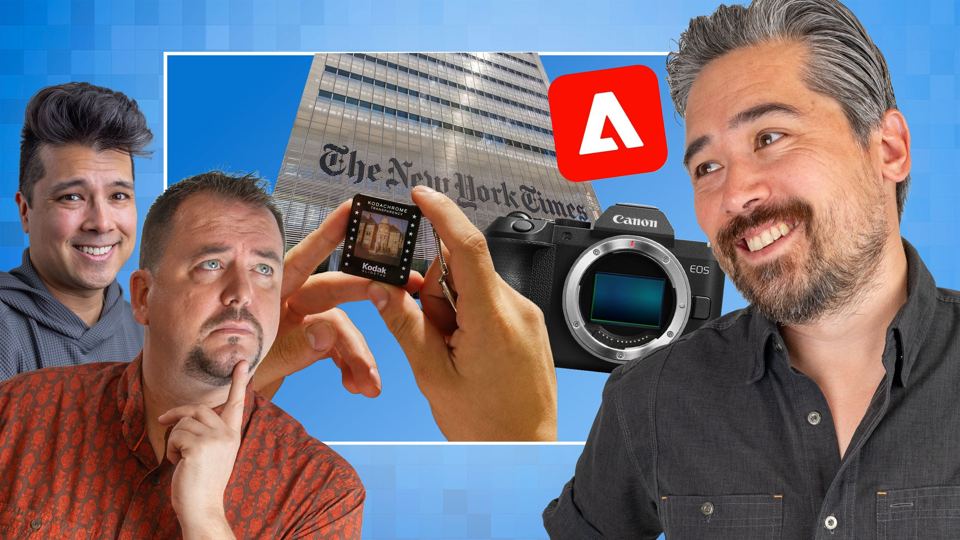 The New York Times
KODACHROME
TRANSPARENCY
Kodak
Canon
EOS